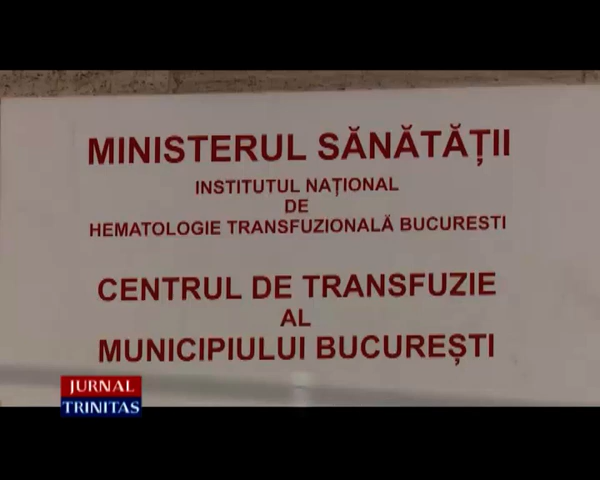 MINISTERUL SĂNĂTĂȚII
INSTITUTUL NAȚIONAL
DE
HEMATOLOGIE TRANSFUZIONALĂ BUCURESTI
CENTRUL DE TRANSFUZIE
AL
MUNICIPIULUI BUCUREȘTI
JURNAL
TRINITAS